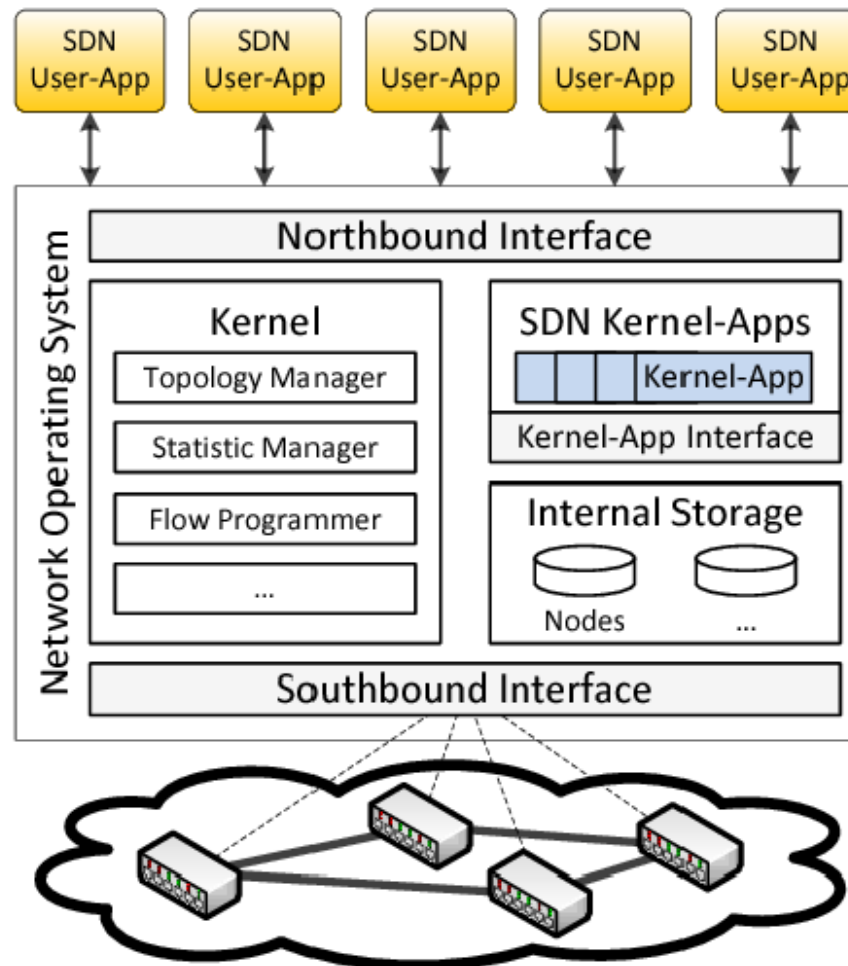 SDN
User-App
SDN
User-App
SDN
User-App
SDN
User-App
SDN
User-App
Network Operating System
Northbound Interface
Kernel
Topology Manager
Statistic Manager
Flow Programmer
...
SDN Kernel-Apps
Kernel-App
Kernel-App Interface
Internal Storage
Nodes
...
Southbound Interface